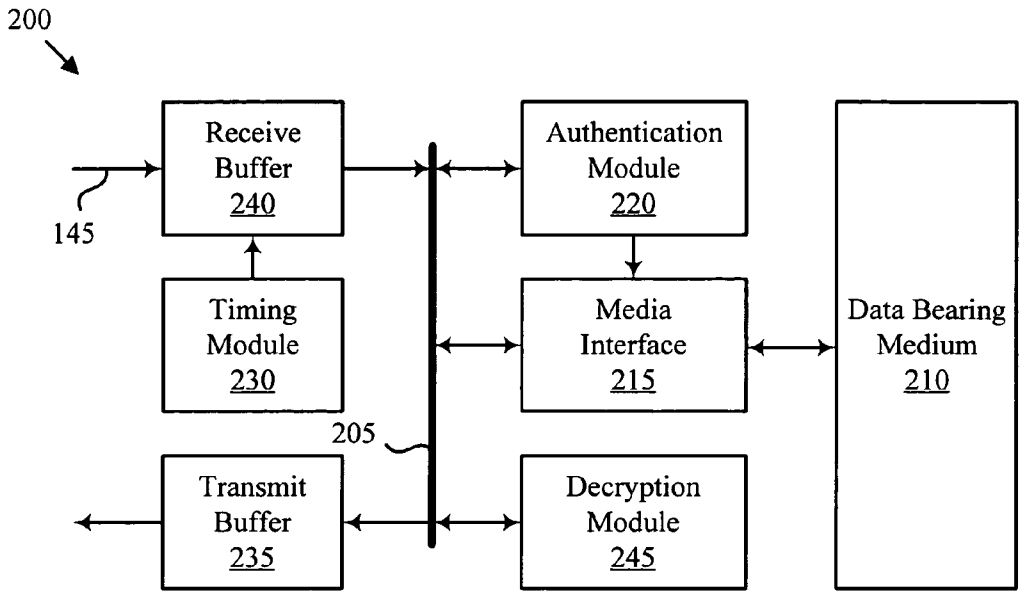 200
Receive
Buffer
240
Authentication
Module
220
145
Timing
Module
230
Media
Interface
215
Data Bearing
Medium
210
205
Transmit
Buffer
235
Decryption
Module
245